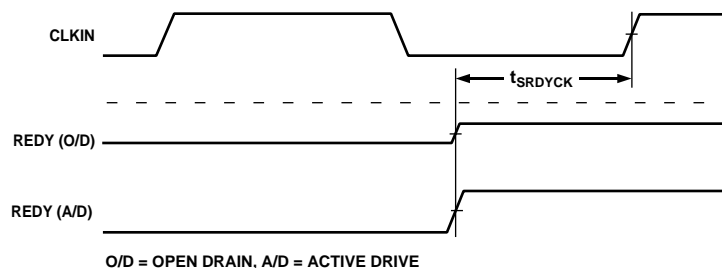 CLKIN
tSRDYCK
REDY (O/D)
REDY (A/D)
O/D = OPEN DRAIN, A/D = ACTIVE DRIVE